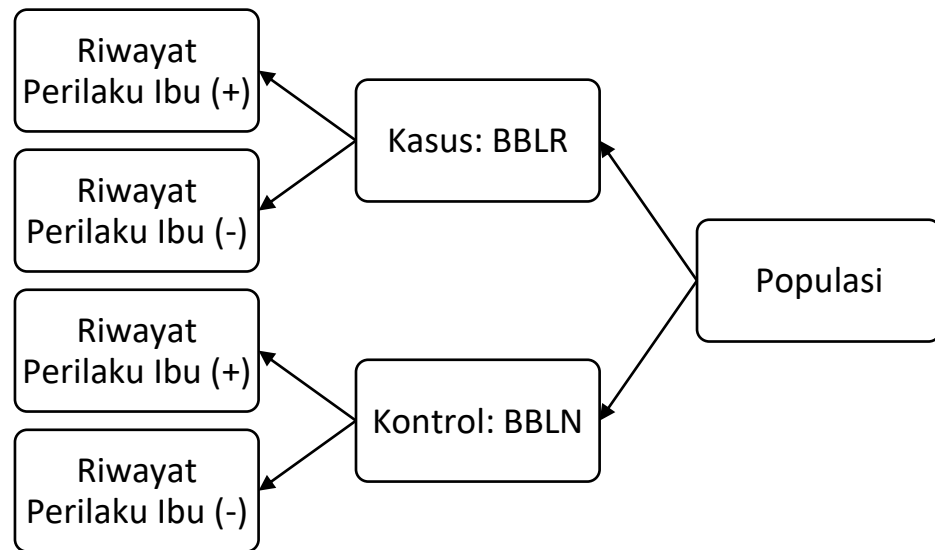 Riwayat
Perilaku Ibu (+)
Riwayat
Perilaku Ibu (-)
Kasus: BBLR
Populasi
Riwayat
Perilaku Ibu (+)
Riwayat
Perilaku Ibu (-)
Kontrol: BBLN